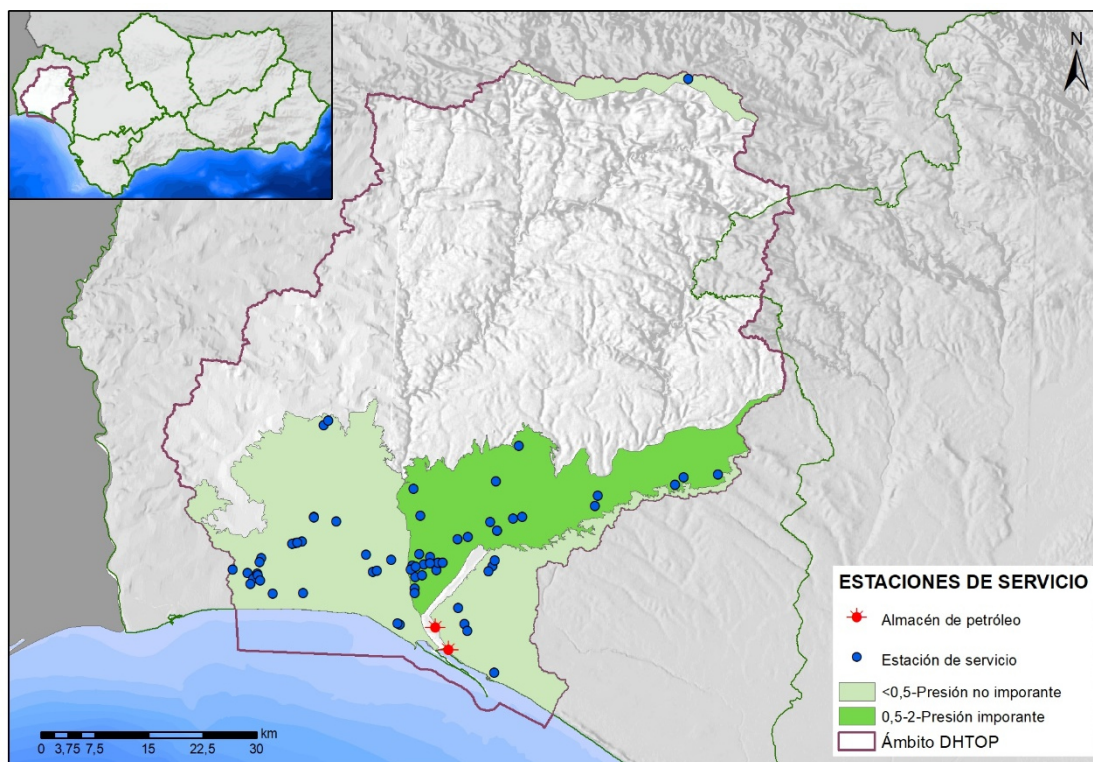 N
ESTACIONES DE SERVICIO
Almacén de petróleo
Estación de servicio
<0,5-Presión no imporante
0,5-2-Presión imporante
Ámbito DHTOP
km
0 3,75 7,5 15 22,5 30